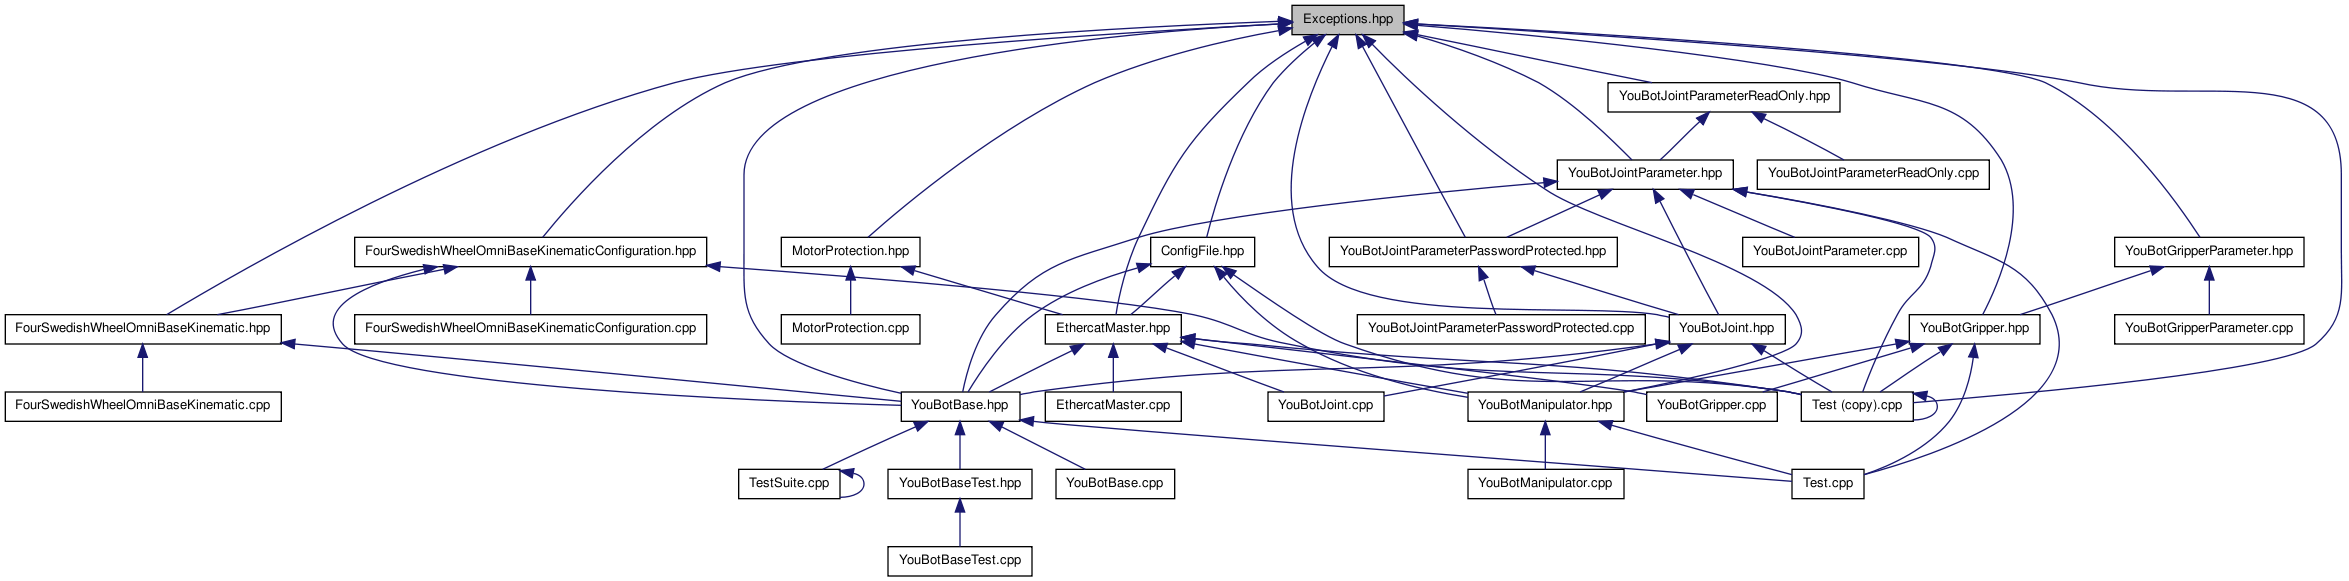 Exceptions.hpp
YouBotJointParameterReadOnly.hpp
YouBotJointParameter.hpp
YouBotJointParameterReadOnly.cpp
FourSwedishWheelOmniBaseKinematicConfiguration.hpp
MotorProtection.hpp
ConfigFile.hpp
YouBotJointParameterPasswordProtected.hpp
YouBotJointParameter.cpp
YouBotGripperParameter.hpp
FourSwedishWheelOmniBaseKinematic.hpp
FourSwedishWheelOmniBaseKinematicConfiguration.cpp
MotorProtection.cpp
EthercatMaster.hpp
YouBotJointParameterPasswordProtected.cpp
YouBotJoint.hpp
YouBotGripper.hpp
YouBotGripperParameter.cpp
FourSwedishWheelOmniBaseKinematic.cpp
YouBotBase.hpp
EthercatMaster.cpp
YouBotJoint.cpp
YouBotManipulator.hpp
YouBotGripper.cpp
Test (copy).cpp
TestSuite.cpp
YouBotBaseTest.hpp
YouBotBase.cpp
YouBotManipulator.cpp
Test.cpp
YouBotBaseTest.cpp